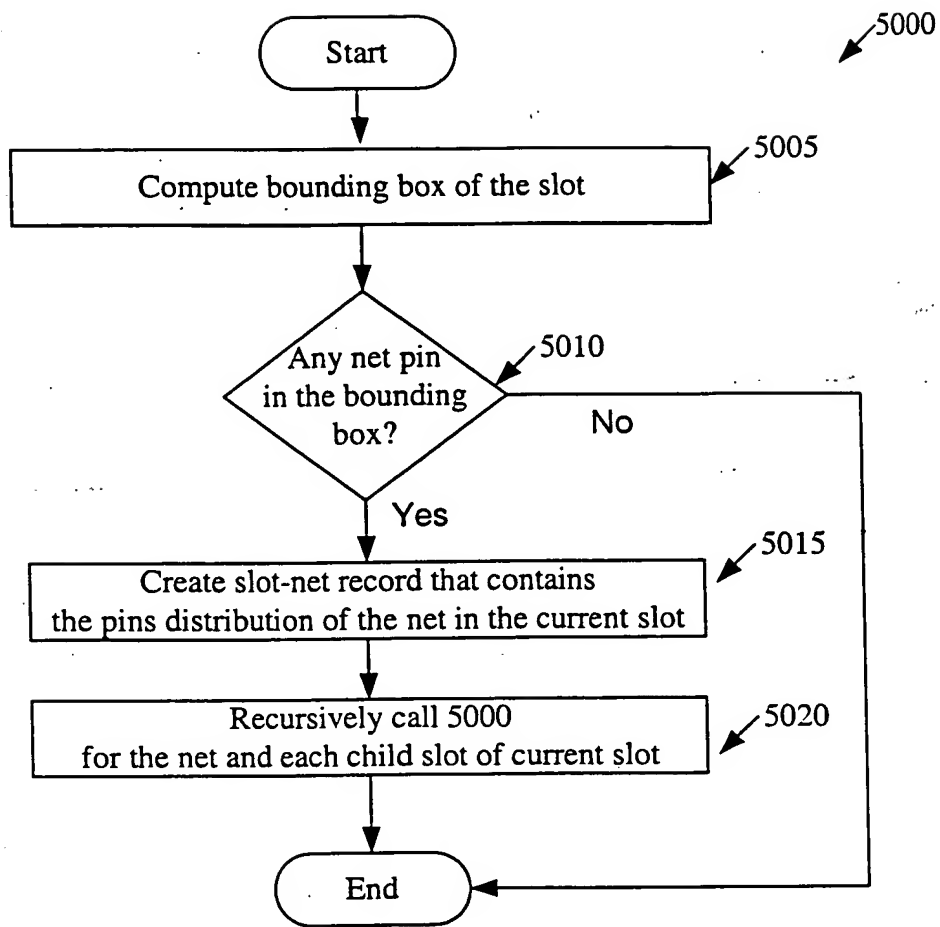 5000
Start
5005
Compute bounding box of the slot
5010
Any net pin
in the bounding
box?
No
Yes
5015
Create slot-net record that contains
the pins distribution of the net in the current slot
5020
Recursively call 5000
for the net and each child slot of current slot
End